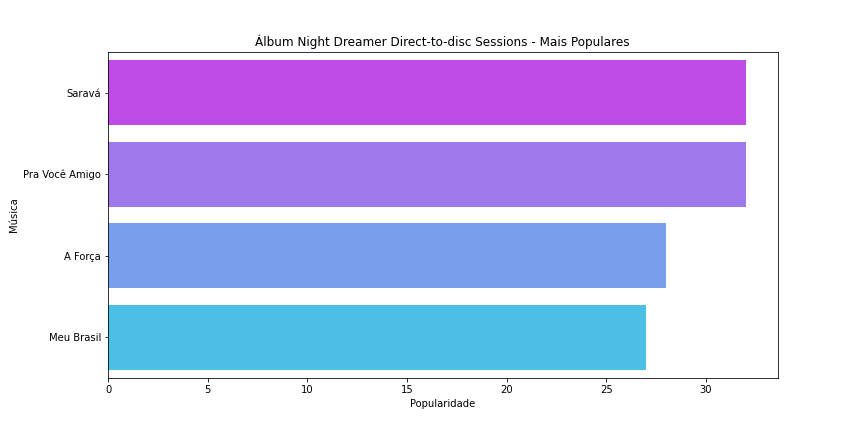 Álbum Night Dreamer Direct-to-disc Sessions - Mais Populares
Música
Saravá
Pra Você Amigo
A Força
Meu Brasil
0 5 10 15 20 25 30
Popularidade